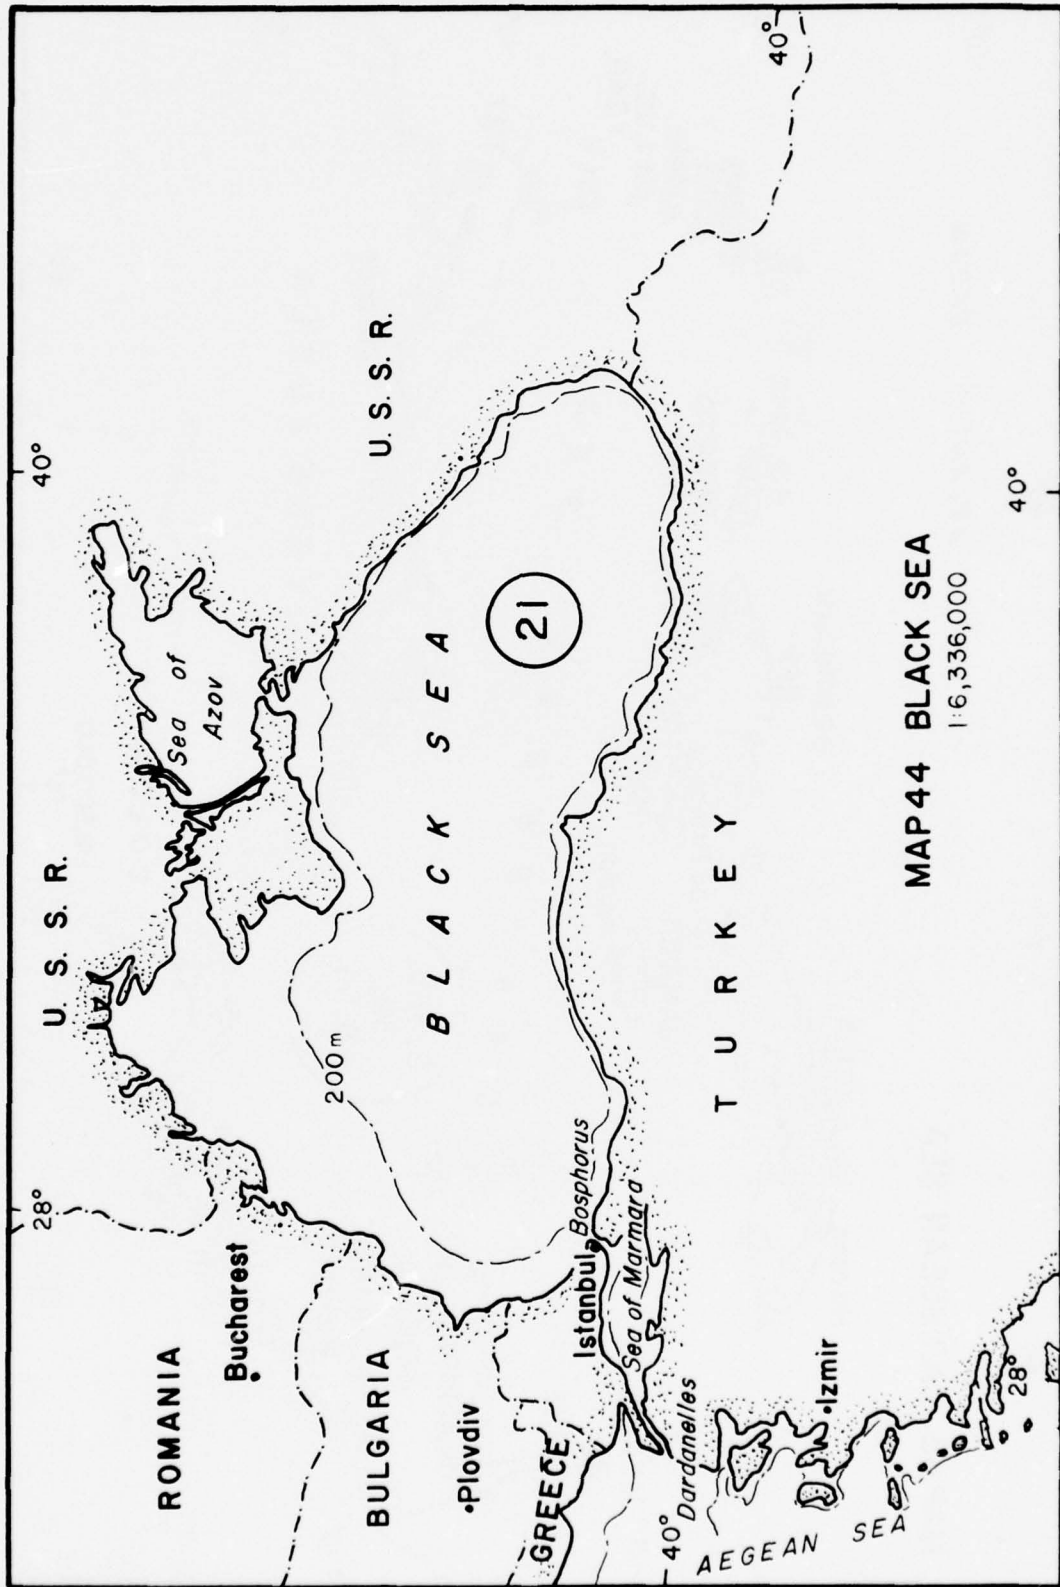 28°
40°
U. S. S. R.
ROMANIA
Bucharest
Sea of
Azov
U. S. S. R.
200m
BULGARIA
BLACK SEA
Plovdiv
21
GREECE
Istanbul
Bosphorus
Sea of Marmara
40°
Dardanelles
40°
TURKEY
AEGEAN SEA
Izmir
MAP 44 BLACK SEA
1:6,336,000
28°
40°